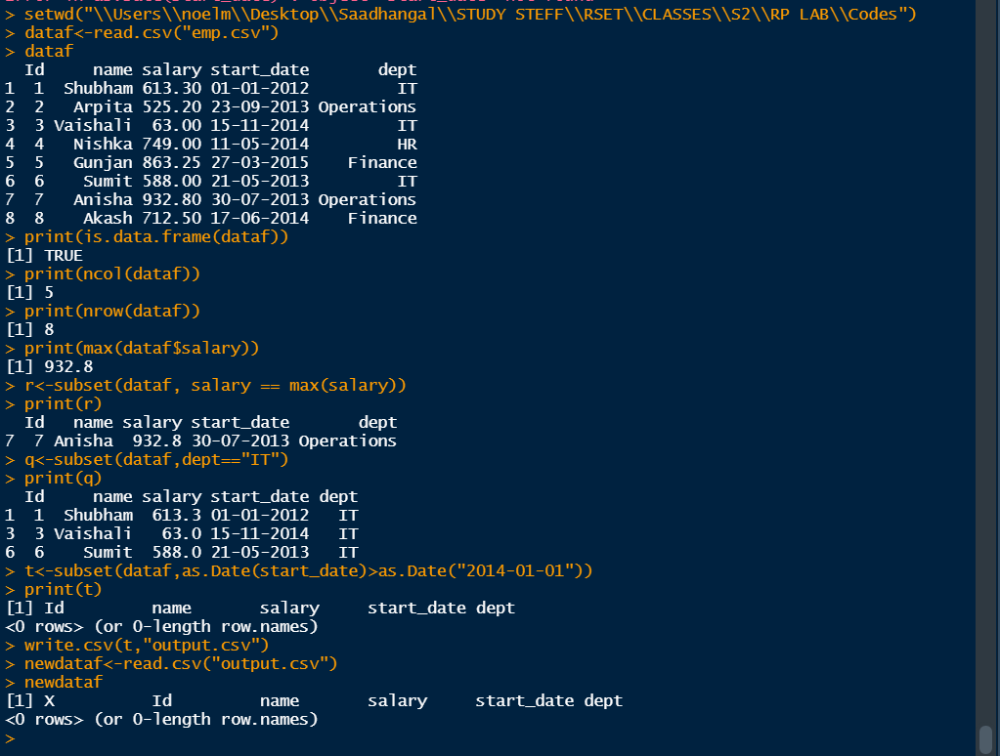 > setwd("\\Users\\noelm\\Desktop\\Saadhangal\\STUDY STEFF\\RSET\\CLASSES\\S2\\RP LAB\\Codes")
> dataf<-read.csv("emp.csv")
> dataf
  Id     name salary start_date       dept
1  1  Shubham 613.30 01-01-2012         IT
2  2   Arpita 525.20 23-09-2013 Operations
3  3 Vaishali  63.00 15-11-2014         IT
4  4   Nishka 749.00 11-05-2014         HR
5  5   Gunjan 863.25 27-03-2015    Finance
6  6    Sumit 588.00 21-05-2013         IT
7  7   Anisha 932.80 30-07-2013 Operations
8  8    Akash 712.50 17-06-2014    Finance
> print(is.data.frame(dataf))
[1] TRUE
> print(ncol(dataf))
[1] 5
> print(nrow(dataf))
[1] 8
> print(max(dataf$salary))
[1] 932.8
> r<-subset(dataf, salary == max(salary))
> print(r)
  Id   name salary start_date       dept
7  7 Anisha  932.8 30-07-2013 Operations
> q<-subset(dataf,dept=="IT")
> print(q)
  Id     name salary start_date dept
1  1  Shubham  613.3 01-01-2012   IT
3  3 Vaishali   63.0 15-11-2014   IT
6  6    Sumit  588.0 21-05-2013   IT
> t<-subset(dataf,as.Date(start_date)>as.Date("2014-01-01"))
> print(t)
[1] Id         name       salary     start_date dept
<0 rows> (or 0-length row.names)
> write.csv(t,"output.csv")
> newdataf<-read.csv("output.csv")
> newdataf
[1] X          Id         name       salary     start_date dept
<0 rows> (or 0-length row.names)
>